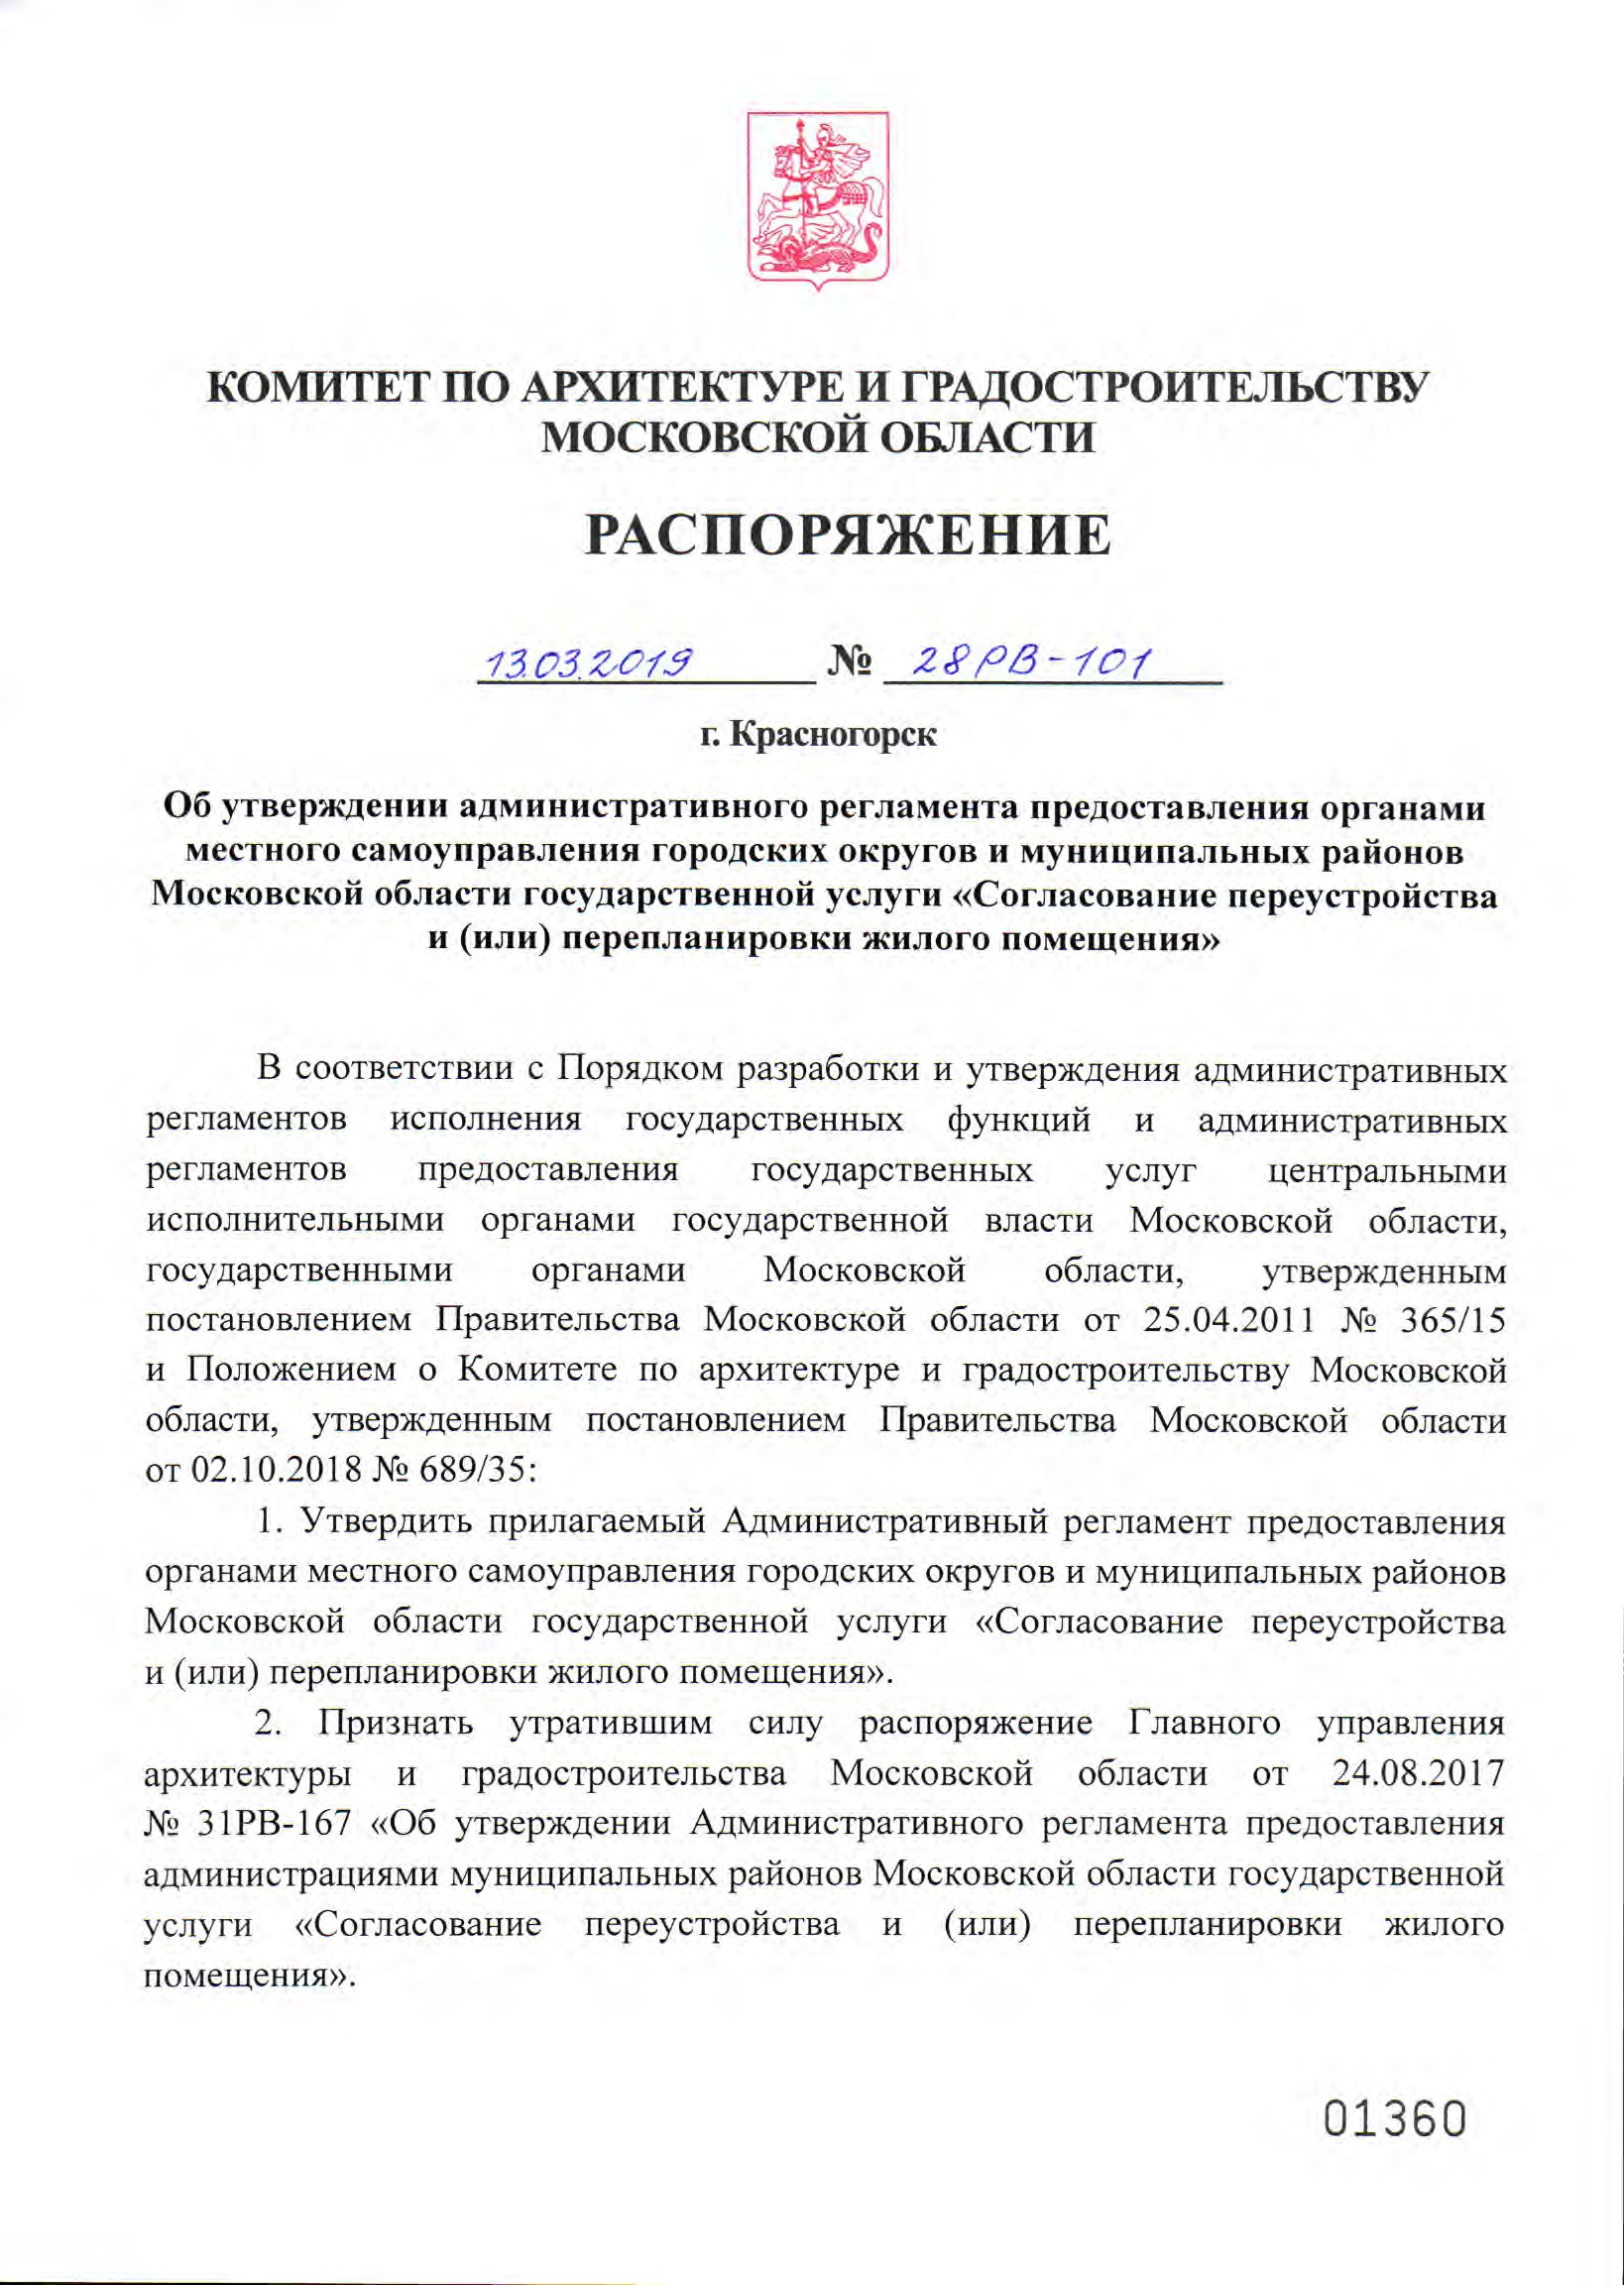 КОМИТЕТ ПО АРХИТЕКТУРЕ И ГРАДОСТРОИТЕЛЬСТВУ
МОСКОВСКОЙ ОБЛАСТИ
РАСПОРЯЖЕНИЕ
13.03.2019 № 28РВ-101
г. Красногорск
Об утверждении административного регламента предоставления органами
местного самоуправления городских округов и муниципальных районов
Московской области государственной услуги «Согласование переустройства
и (или) перепланировки жилого помещения»
В соответствии с Порядком разработки и утверждения административных
регламентов исполнения государственных функций и административных
регламентов предоставления государственных услуг центральными
исполнительными органами государственной власти Московской области,
государственными органами Московской области, утвержденным
постановлением Правительства Московской области от 25.04.2011 № 365/15
и Положением о Комитете по архитектуре и градостроительству Московской
области, утвержденным постановлением Правительства Московской области
от 02.10.2018 № 689/35:
1. Утвердить прилагаемый Административный регламент предоставления
органами местного самоуправления городских округов и муниципальных районов
Московской области государственной услуги «Согласование переустройства
и (или) перепланировки жилого помещения».
2. Признать утратившим силу распоряжение Главного управления
архитектуры и градостроительства Московской области от 24.08.2017
№ 31РВ-167 «Об утверждении Административного регламента предоставления
администрациями муниципальных районов Московской области государственной
услуги «Согласование переустройства и (или) перепланировки жилого
помещения».
01360